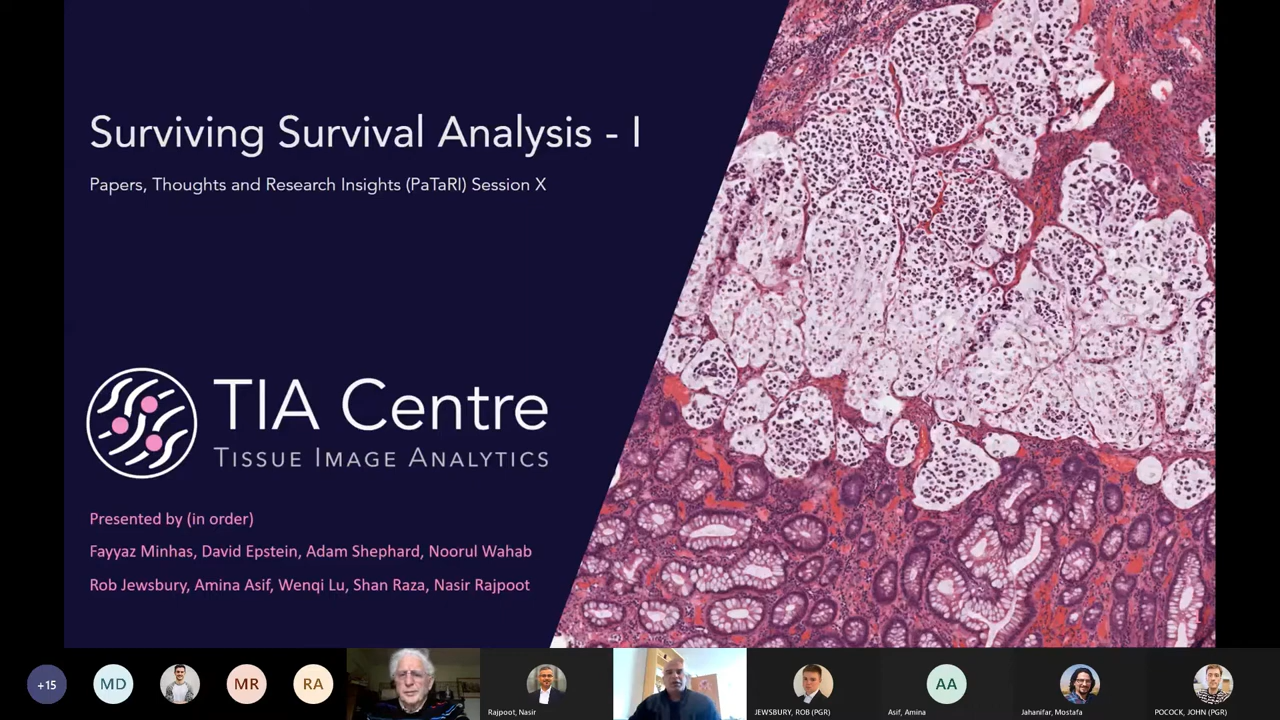 Surviving Survival Analysis - I
Papers, Thoughts and Research Insights (PaTaRI) Session X
TIA Centre
TISSUE IMAGE ANALYTICS
Presented by (in order)
Fayyaz Minhas, David Epstein, Adam Shephard, Noorul Wahab
Rob Jewsbury, Amina Asif, Wenqi Lu, Shan Raza, Nasir Rajpoot
+15
MD
MR
RA
AA
Rajpoot, Nasir
JEWSBURY, ROB (PGR)
Asif, Amina
Jahanifar, Mostafa
POCOCK, JOHN (PGR)